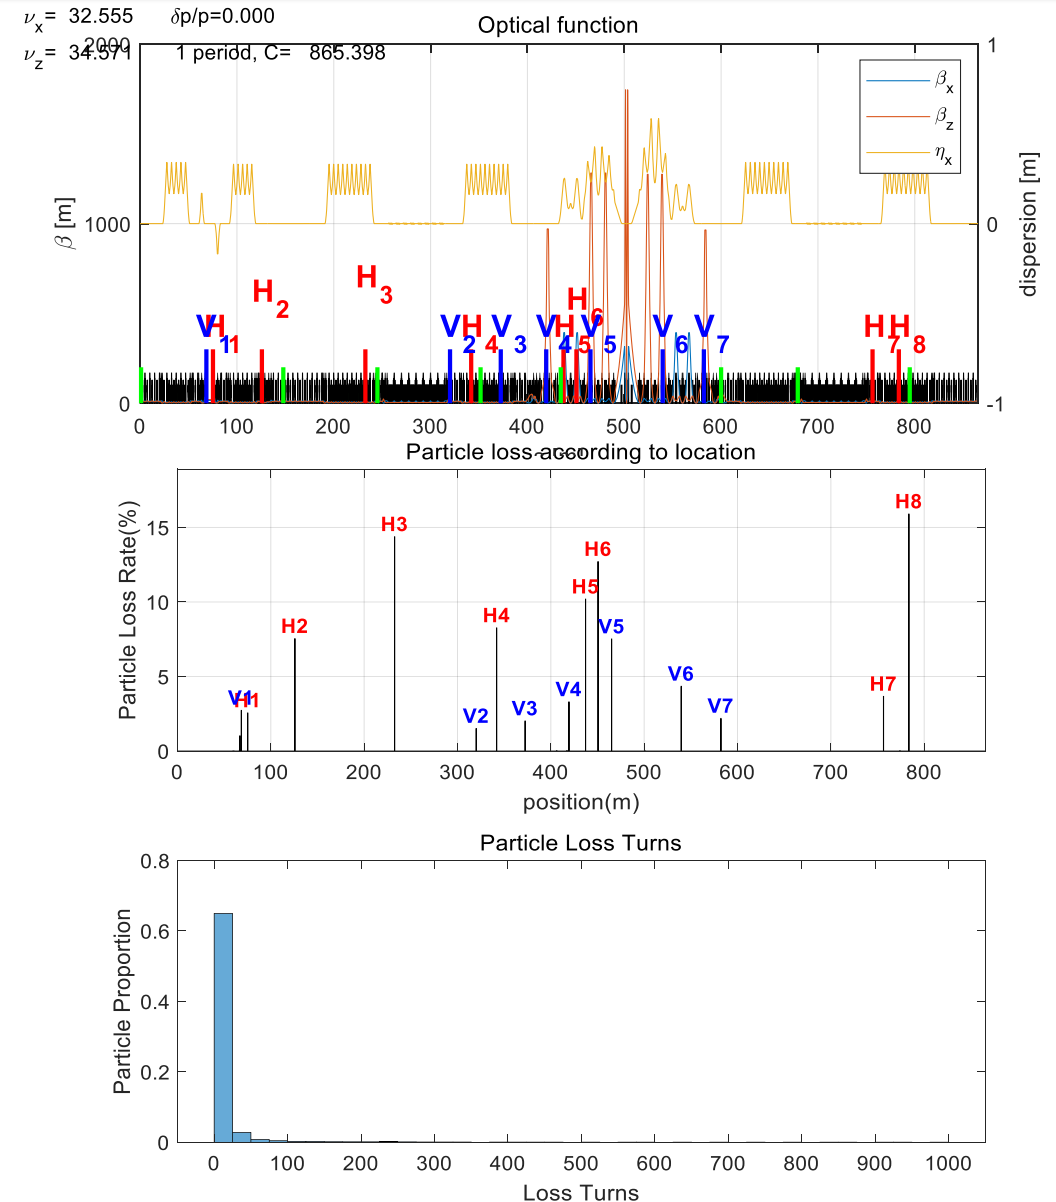 νx= 32.555 δp/p=0.000
Optical function
νz= 34.571 1 period, C= 865.398
2000
1000
0
β [m]
1
0
-1
dispersion [m]
βx
βz
ηx
V1 H1 H2 H3 V2 H4 V3 V4 H5 H6 V5 V6 V7 H7 H8
0 100 200 300 400 500 600 700 800
Particle loss according to location
15
10
5
0
Particle Loss Rate(%)
V1 H1 H2 H3 V2 H4 V3 V4 H5 H6 V5 V6 V7 H7 H8
0 100 200 300 400 500 600 700 800
position(m)
Particle Loss Turns
0.8
0.6
0.4
0.2
0
Particle Proportion
0 100 200 300 400 500 600 700 800 900 1000
Loss Turns